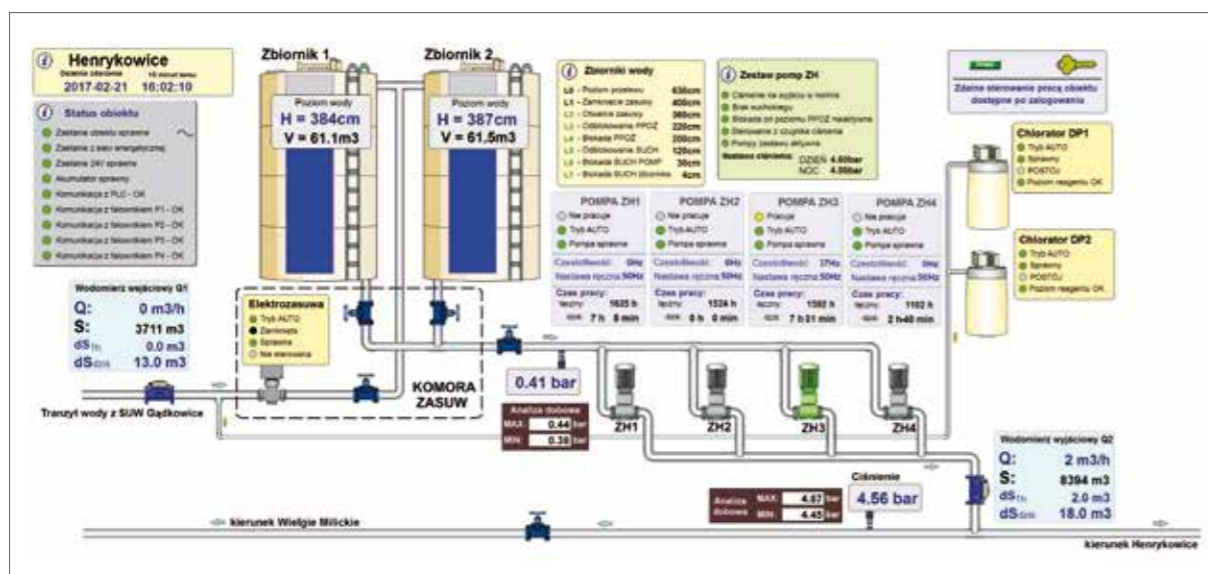 Henrykowice
Działanie obiektu
10 minut temu
2017-02-21 16:02:10
Status obiektu
Zasilanie obiektu sprawne
Zasilanie z sieci energetycznej
Zasilanie 24V sprawne
Akumulator sprawny
Komunikacja z PLC - OK
Komunikacja z falownikiem P1 - OK
Komunikacja z falownikiem P2 - OK
Komunikacja z falownikiem P3 - OK
Komunikacja z falownikiem P4 - OK
Zbiornik 1
Poziom wody
H = 384cm
V = 61.1m3
Zbiornik 2
Poziom wody
H = 387cm
V = 61.5m3
Zbiorniki wody
L0 - Poziom przelewu 630cm
Zamknięcie zasuwy 400cm
Otwarcie zasuwy 360cm
Odblokowanie PPOŻ 220cm
Blokada PPOŻ 200cm
Odblokowanie SUCH 120cm
Blokada SUCH POMP 30cm
Blokada SUCH zbiornika 4cm
Zestaw pomp ZH
Ciśnienie na wyjściu w normie
Brak suchobiegu
Blokada od poziomu PPOŻ nieaktywna
Sterowanie z czujnika ciśnienia
Pompy zestawu aktywne
Nastawa ciśnienia: DZIEŃ 4.60bar
NOC 4.00bar
Zdalne sterowanie pracą obiektu
dostępne po zalogowaniu
Chlorator DP1
Tryb AUTO
Sprawny
POSTÓJ
Poziom reagentu OK
Chlorator DP2
Tryb AUTO
Sprawny
POSTÓJ
Poziom reagentu OK
POMPA ZH1
Nie pracuje
Tryb AUTO
Pompa sprawna
Częstotliwość: 0Hz
Nastawa ręczna: 50Hz
Czas pracy:
łączny: 1635 h
dziś: 7 h 8 min
POMPA ZH2
Nie pracuje
Tryb AUTO
Pompa sprawna
Częstotliwość: 0Hz
Nastawa ręczna: 50Hz
Czas pracy:
łączny: 1524 h
dziś: 0 h 0 min
POMPA ZH3
Pracuje
Tryb AUTO
Pompa sprawna
Częstotliwość: 37Hz
Nastawa ręczna: 50Hz
Czas pracy:
łączny: 1592 h
dziś: 7 h 31 min
POMPA ZH4
Nie pracuje
Tryb AUTO
Pompa sprawna
Częstotliwość: 0Hz
Nastawa ręczna: 50Hz
Czas pracy:
łączny: 1102 h
dziś: 2 h 40 min
Wodomierz wejściowy Q1
Q: 0 m3/h
S: 3711 m3
dS1h 0.0 m3
dSdziś 13.0 m3
Elektrozasuwa
Tryb AUTO
Zamknięta
Sprawna
Nie sterowana
KOMORA
ZASUW
Tranzyt wody z SUW Gądkowice
0.41 bar
Analiza dobowa
MAX: 0.44 bar
MIN: 0.38 bar
ZH1
ZH2
ZH3
ZH4
Wodomierz wyjściowy Q2
Q: 2 m3/h
S: 8394 m3
dS1h 2.0 m3
dSdziś 18.0 m3
Ciśnienie
4.56 bar
Analiza dobowa
MAX: 4.67 bar
MIN: 4.45 bar
kierunek Wielgie Milickie
kierunek Henrykowice